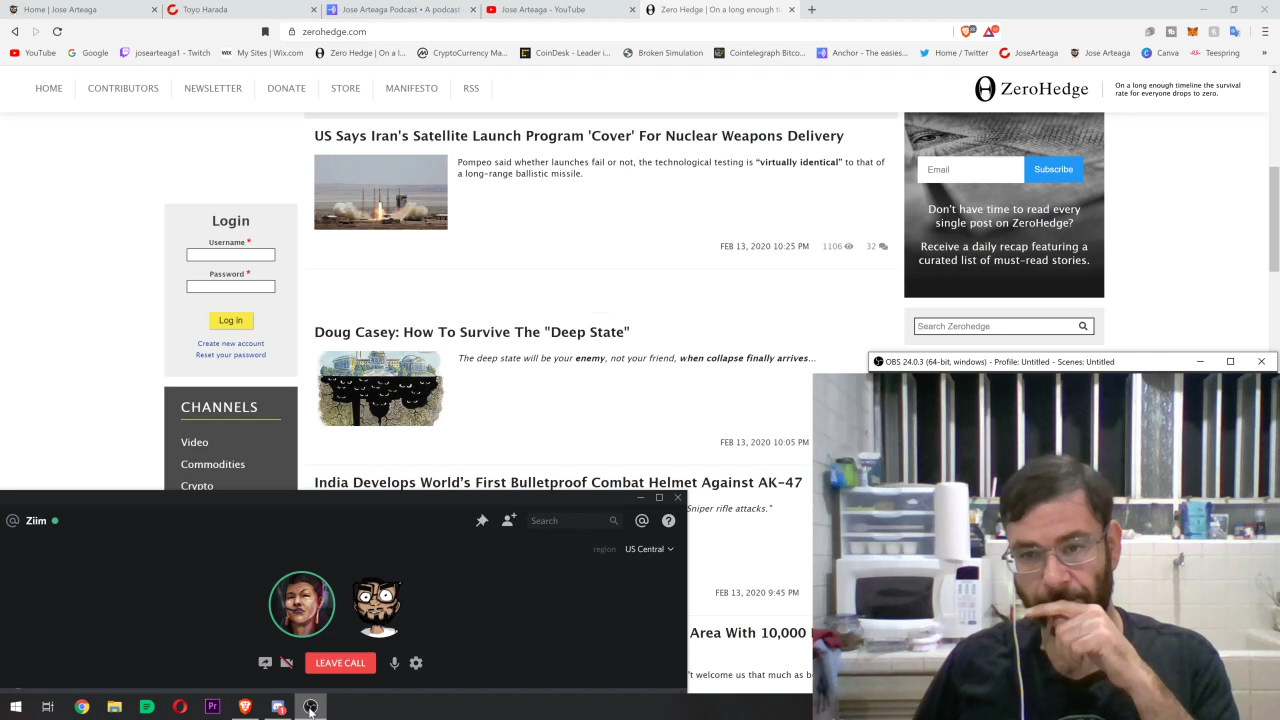 Jose Arteaga
Toyo Harada
Jose Arteaga Podcast • A podcast
Jose Arteaga - YouTube
Zero Hedge | On a long enough tim
zerohedge.com
YouTube
Google
josearteaga1 - Twitch
WiX
My Sites | Wix.com
Zero Hedge | On a l...
CryptoCurrency M...
CoinDesk - Leader i...
Broken Simulation
Cointelegraph Bitco...
Anchor - The easies...
Home / Twitter
JoseArteaga
Jose Arteaga
Canva
Teespring
HOME
CONTRIBUTORS
NEWSLETTER
DONATE
STORE
MANIFESTO
RSS
ZeroHedge
On a long enough timeline the survival
rate for everyone drops to zero.
US Says Iran's Satellite Launch Program 'Cover' For Nuclear Weapons Delivery
Pompeo said whether launches fail or not, the technological testing is “virtually identical” to that of
a long-range ballistic missile.
FEB 13, 2020 10:25 PM
1106
32
Login
Username *
Password *
Log in
Create new account
Reset your password
CHANNELS
Video
Commodities
Crypto
Doug Casey: How To Survive The "Deep State"
The deep state will be your enemy, not your friend, when collapse finally arrives...
FEB 13, 2020 10:05 PM
India Develops World’s First Bulletproof Combat Helmet Against AK-47
Sniper rifle attacks."
FEB 13, 2020 9:45 PM
Area With 10,000
't welcome us that much as be
Email
Subscribe
Don't have time to read every
single post on ZeroHedge?
Receive a daily recap featuring a
curated list of must-read stories.
Search Zerohedge
OBS 24.0.3 (64-bit, windows) - Profile: Untitled - Scenes: Untitled
Ziim
Search
region
US Central
LEAVE CALL
Pr